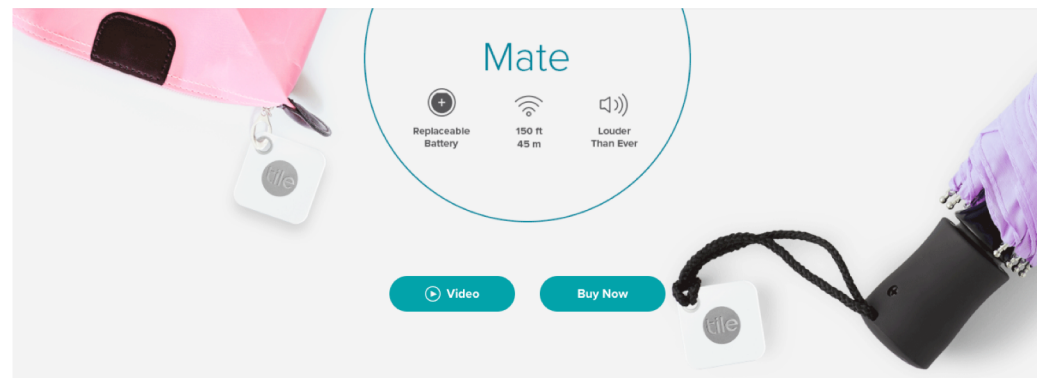 Mate
Replaceable
Battery
150 ft
45 m
Louder
Than Ever
tile
Video
Buy Now
tile